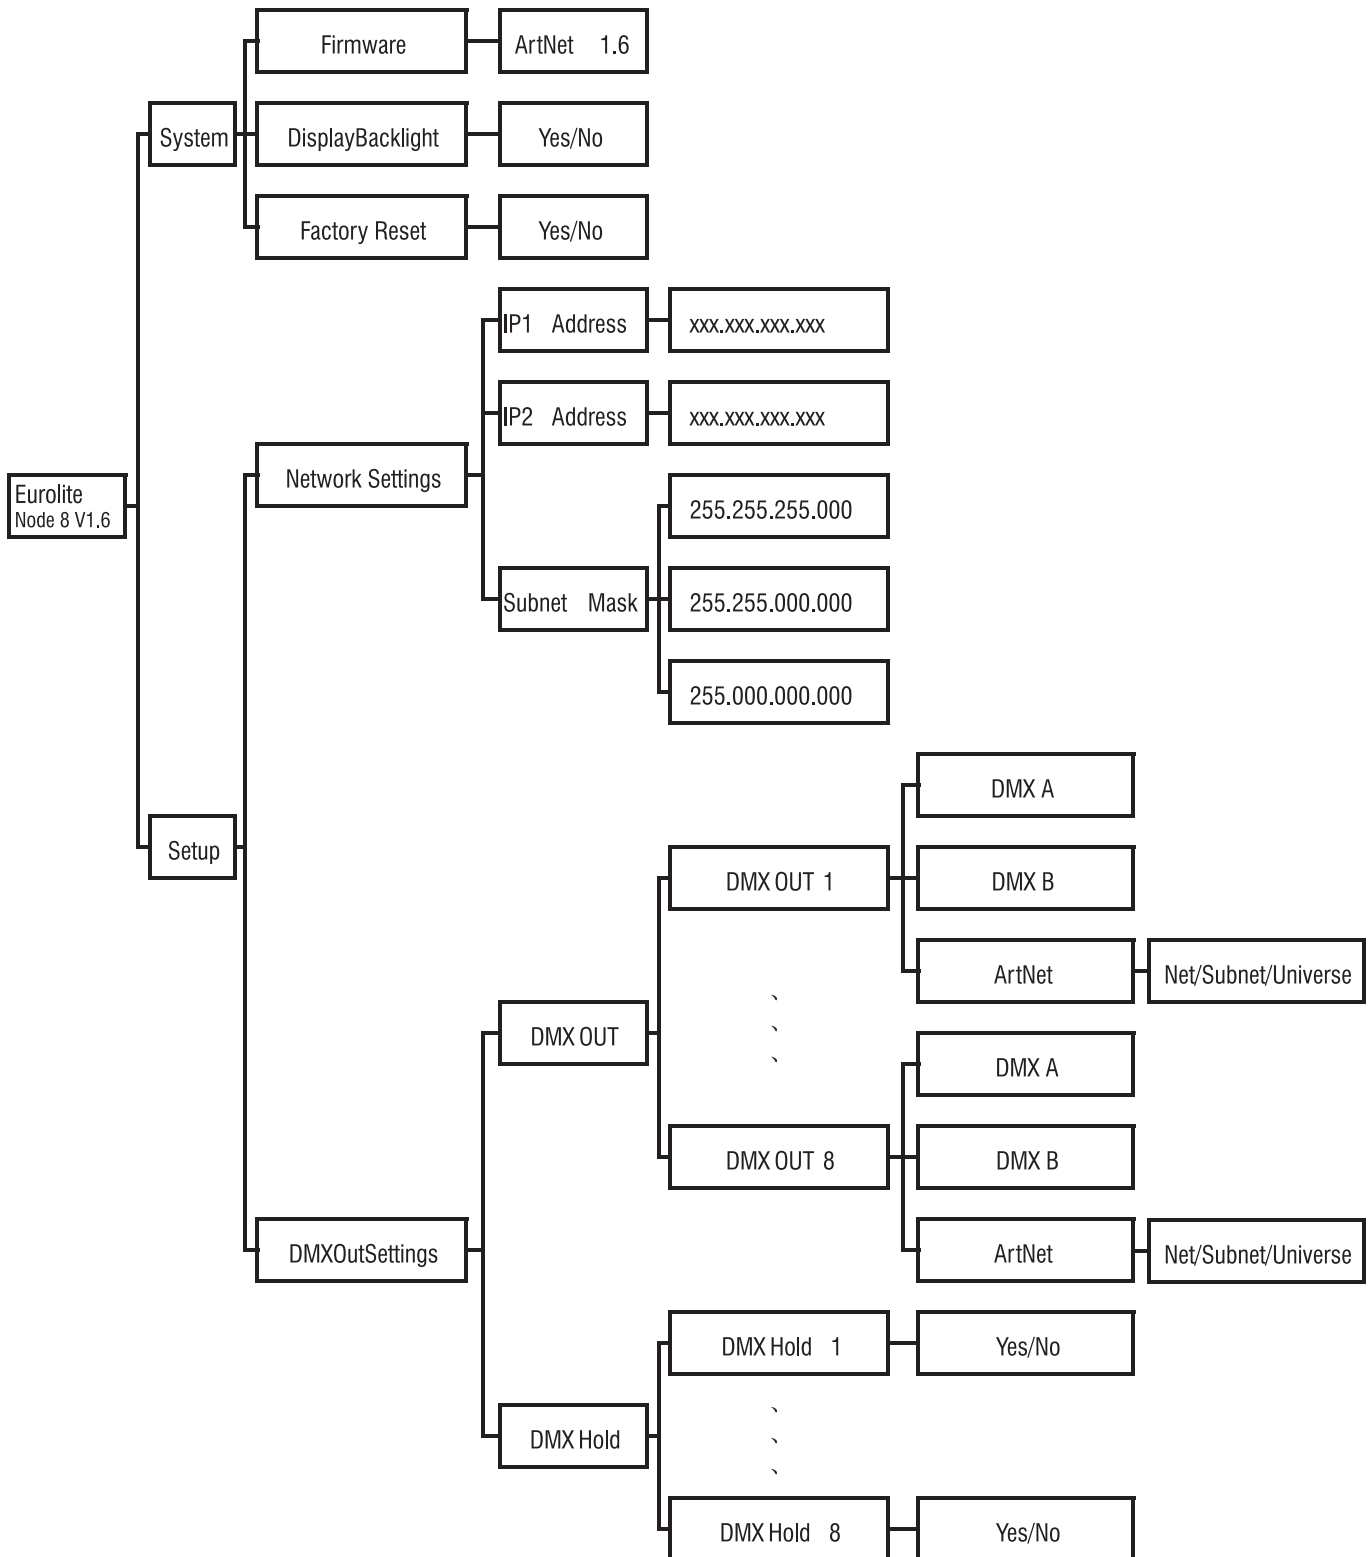 Firmware
ArtNet 1.6
System
DisplayBacklight
Yes/No
Factory Reset
Yes/No
IP1 Address
xxx.xxx.xxx.xxx
IP2 Address
xxx.xxx.xxx.xxx
Network Settings
Eurolite
Node 8 V1.6
255.255.255.000
Subnet Mask
255.255.000.000
255.000.000.000
DMX A
Setup
DMX OUT 1
DMX B
ArtNet
Net/Subnet/Universe
、
、
、
DMX OUT
DMX A
DMX OUT 8
DMX B
DMXOutSettings
ArtNet
Net/Subnet/Universe
DMX Hold 1
Yes/No
、
、
、
DMX Hold
DMX Hold 8
Yes/No